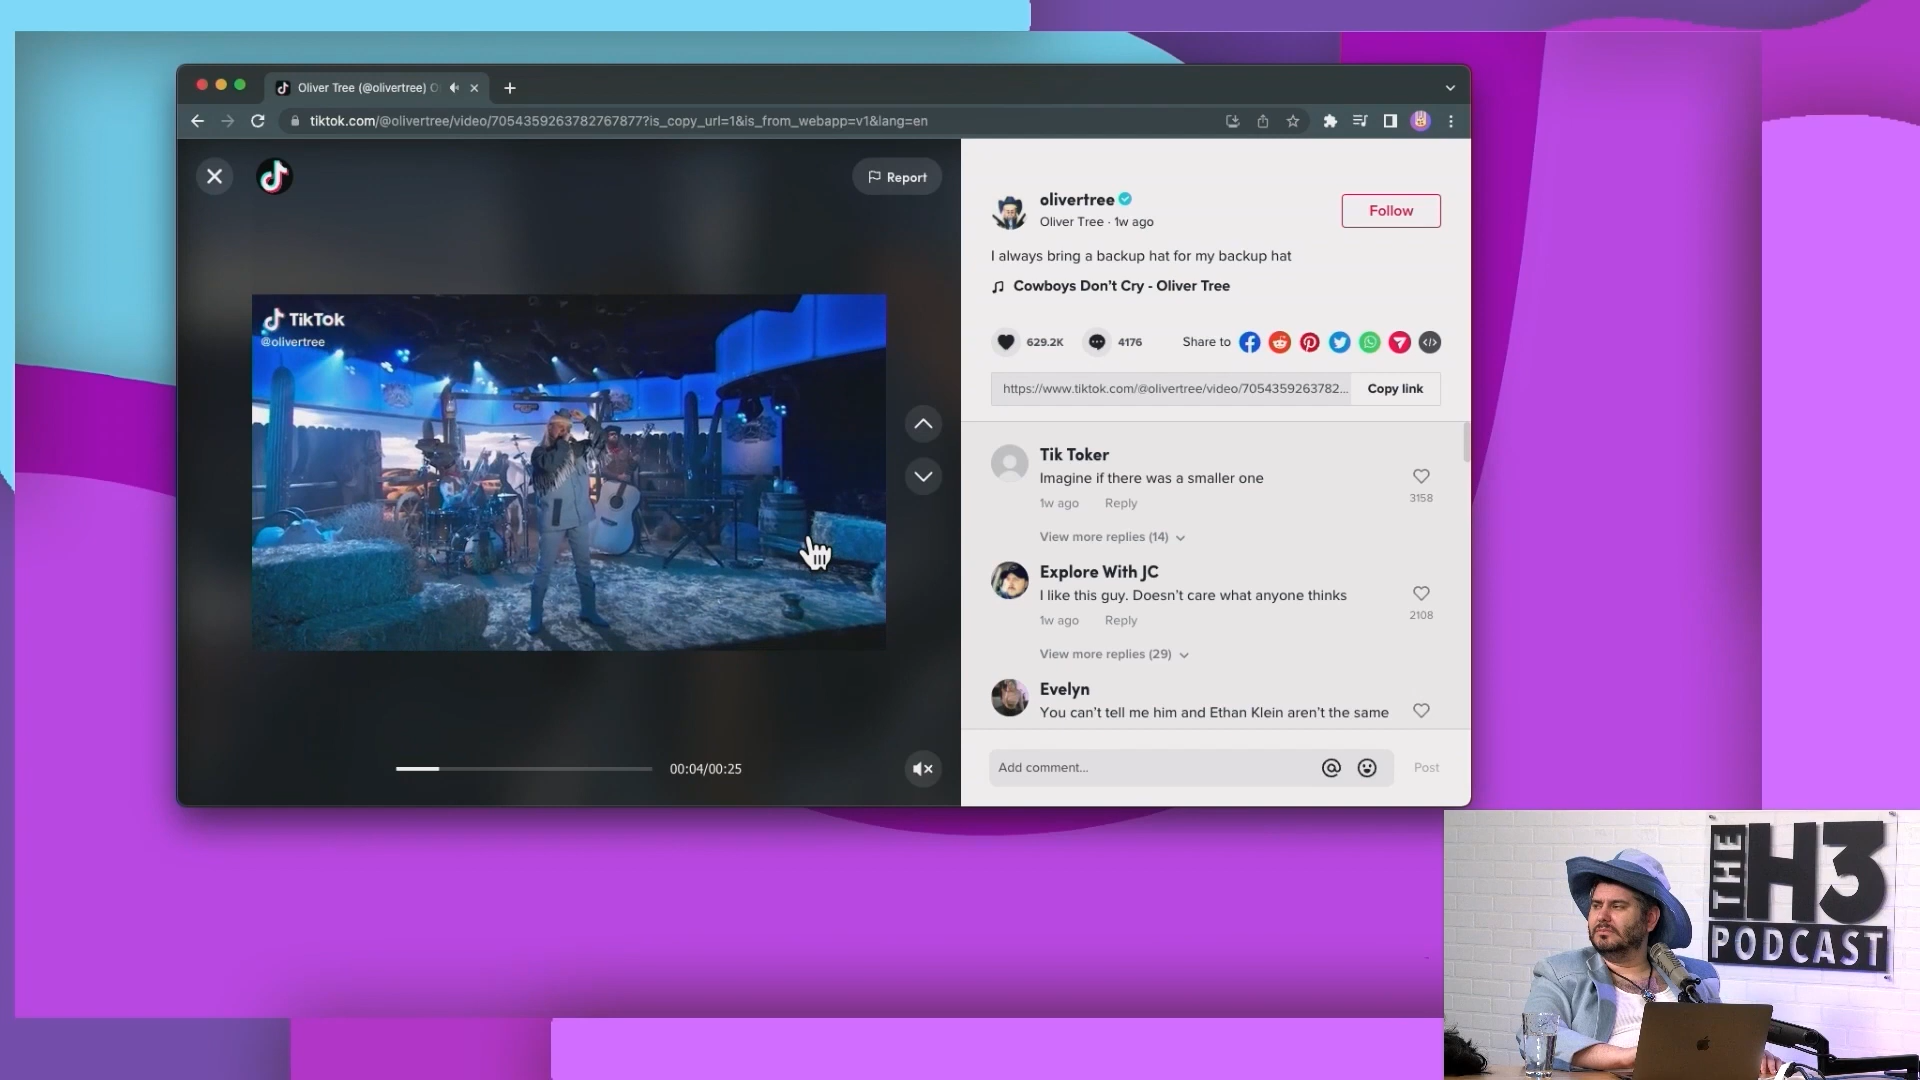 Oliver Tree (@olivertree) O
tiktok.com/@olivertree/video/7054359263782767877?is_copy_url=1&is_from_webapp=v1&lang=en
Report
TikTok
@olivertree
00:04/00:25
olivertree
Oliver Tree · 1w ago
Follow
I always bring a backup hat for my backup hat
Cowboys Don't Cry - Oliver Tree
629.2K
4176
Share to
https://www.tiktok.com/@olivertree/video/7054359263782...
Copy link
Tik Toker
Imagine if there was a smaller one
3158
1w ago Reply
View more replies (14)
Explore With JC
I like this guy. Doesn't care what anyone thinks
2108
1w ago Reply
View more replies (29)
Evelyn
You can't tell me him and Ethan Klein aren't the same
Add comment...
Post
THE H3
PODCAST